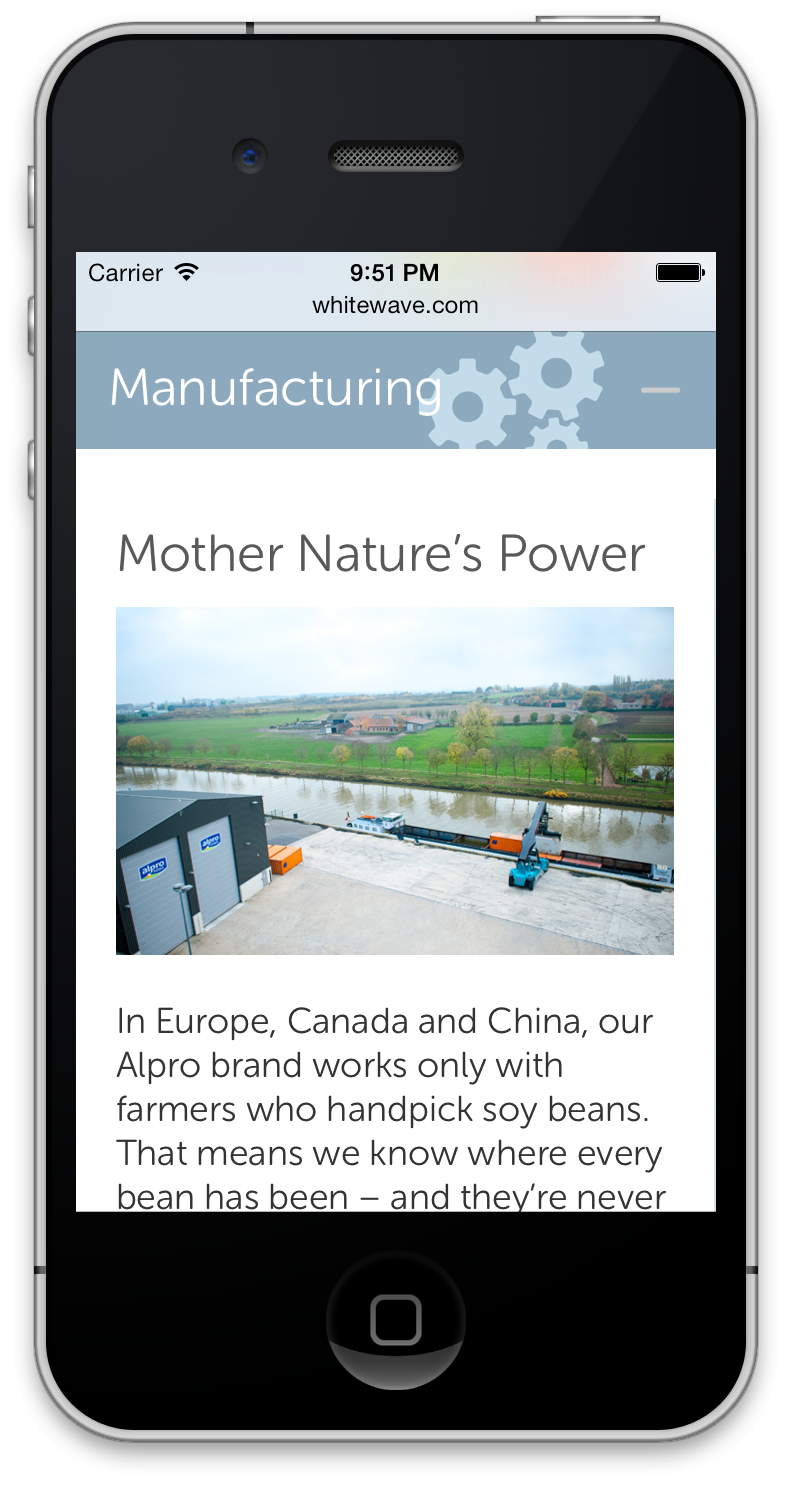 Carrier 9:51 PM
whitewave.com
Manufacturing
Mother Nature’s Power
alpro
alpro
In Europe, Canada and China, our
Alpro brand works only with
farmers who handpick soy beans.
That means we know where every
bean has been – and they’re never